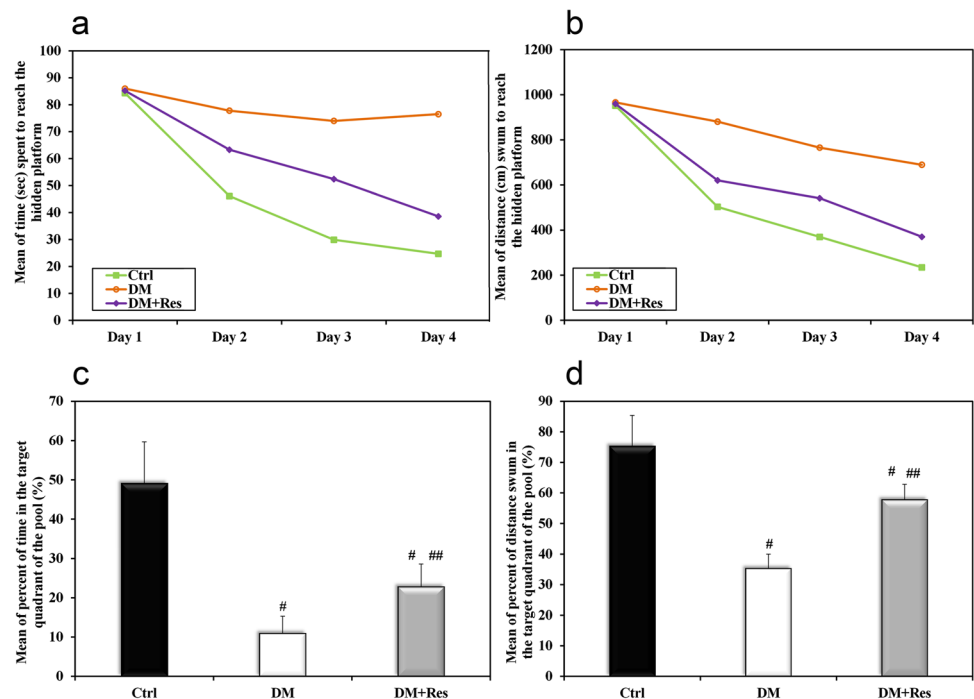 a
Mean of time (sec) spent to reach the
hidden platform
100
90
80
70
60
50
40
30
20
10
0
Ctrl
DM
DM+Res
Day 1
Day 2
Day 3
Day 4
b
Mean of distance (cm) swum to reach
the hidden platform
1200
1000
800
600
400
200
0
Ctrl
DM
DM+Res
Day 1
Day 2
Day 3
Day 4
c
Mean of percent of time in the target
quadrant of the pool (%)
70
60
50
40
30
20
10
0
#
# ##
Ctrl
DM
DM+Res
d
Mean of percent of distance swum in
the target quadrant of the pool (%)
90
80
70
60
50
40
30
20
10
0
#
# ##
Ctrl
DM
DM+Res